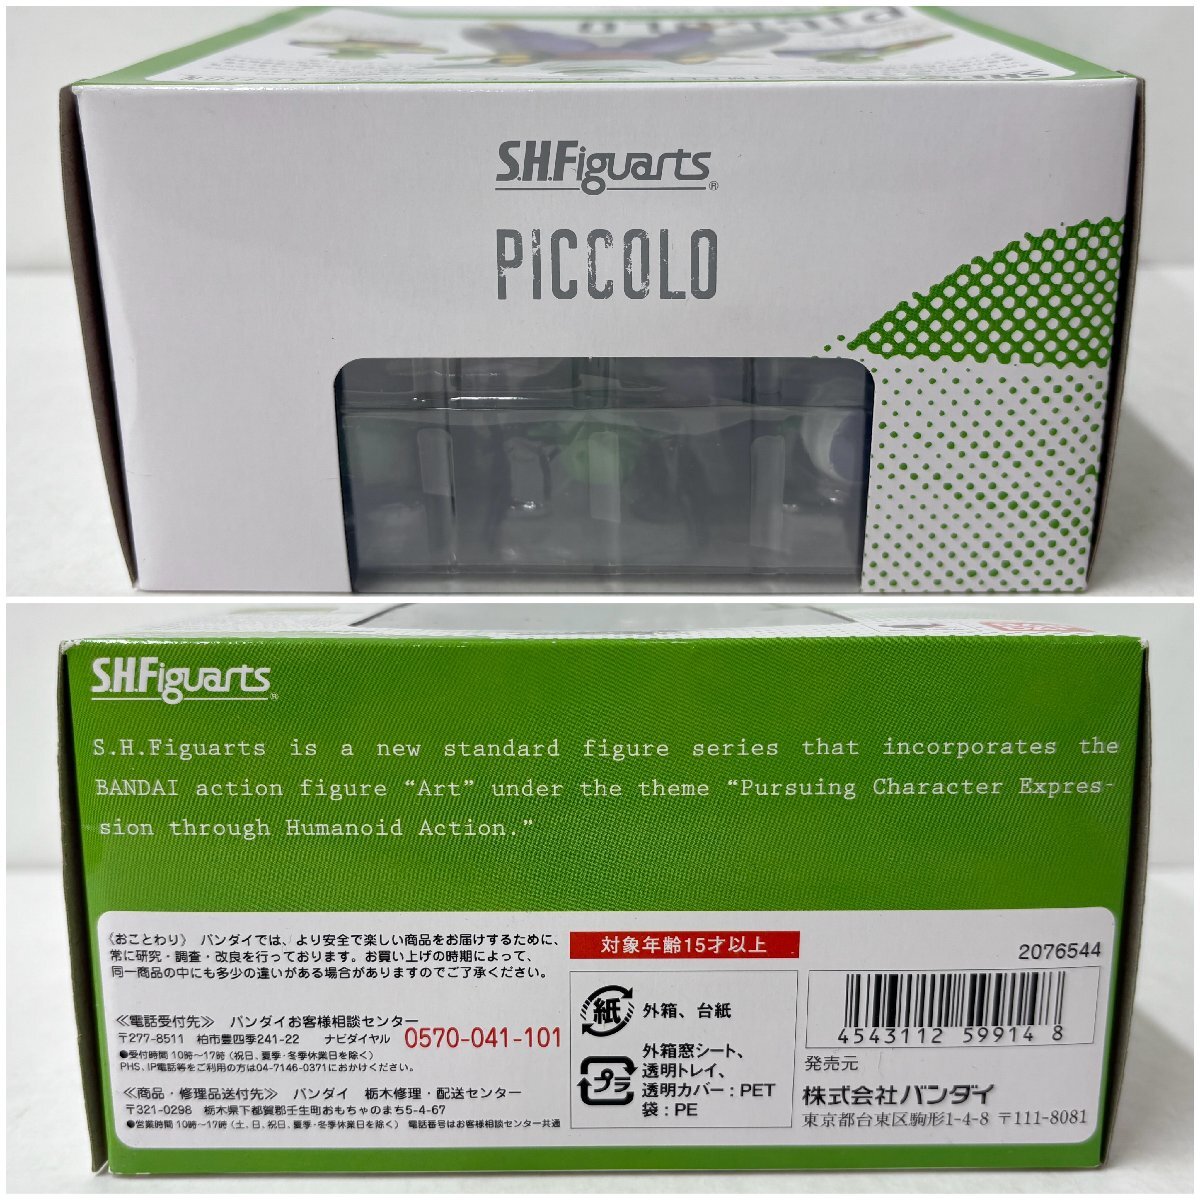 PICCOLO
S.H.Figuarts®
PICCOLO
S.H.Figuarts®
S.H.Figuarts is a new standard figure series that incorporates the
BANDAI action figure “Art” under the theme “Pursuing Character Expres-
sion through Humanoid Action.”
〈おことわり〉 バンダイでは、より安全で楽しい商品をお届けするために、
常に研究・調査・改良を行っております。お買い上げの時期によって、
同一商品の中にも多少の違いがある場合がありますのでご了承ください。
≪電話受付先≫ バンダイお客様相談センター
〒277-8511 柏市豊四季241-22 ナビダイヤル 0570-041-101
●受付時間 10時〜17時 (祝日、夏季・冬季休業日を除く)
PHS、IP電話等をご利用の方は04-7146-0371におかけください。
≪商品・修理品送付先≫ バンダイ 栃木修理・配送センター
〒321-0298 栃木県下都賀郡壬生町おもちゃのまち5-4-67
●営業時間 10時〜17時 (土、日、祝日、夏季・冬季休業日を除く) 電話番号はお客様相談センター共通
対象年齢15才以上
紙 外箱、台紙
プラ
外箱窓シート、
透明トレイ、
透明カバー：PET
袋：PE
2076544
4543112 59914 8
発売元
株式会社バンダイ
東京都台東区駒形1-4-8 〒111-8081